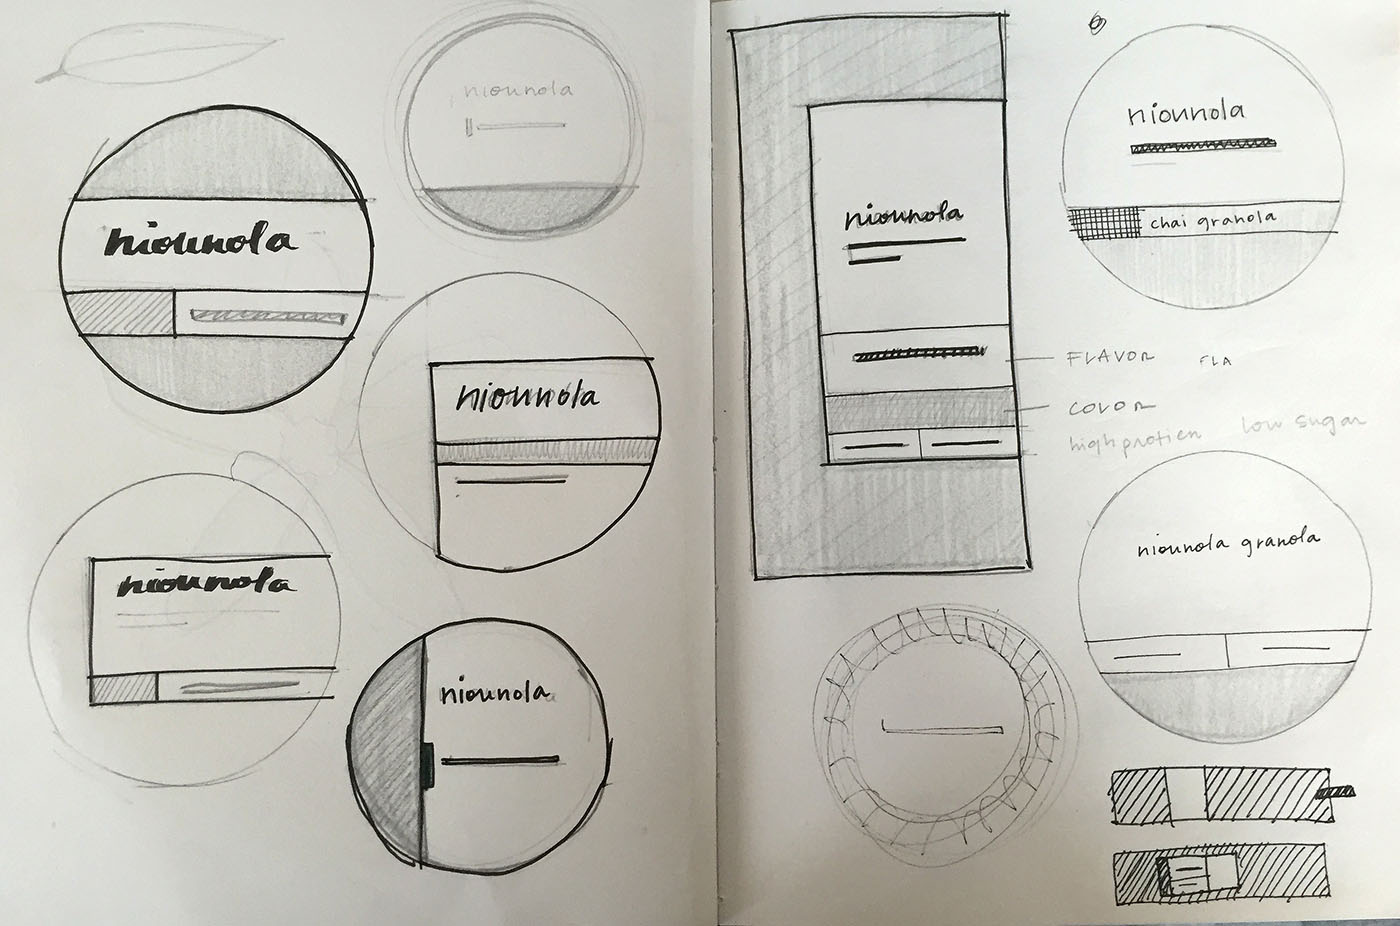 niounola
niounola
niounola
niounola
niounola
niounola
FLAVOR
FLA
COLOR
high protien
low sugar
niounola
chai granola
niounola granola